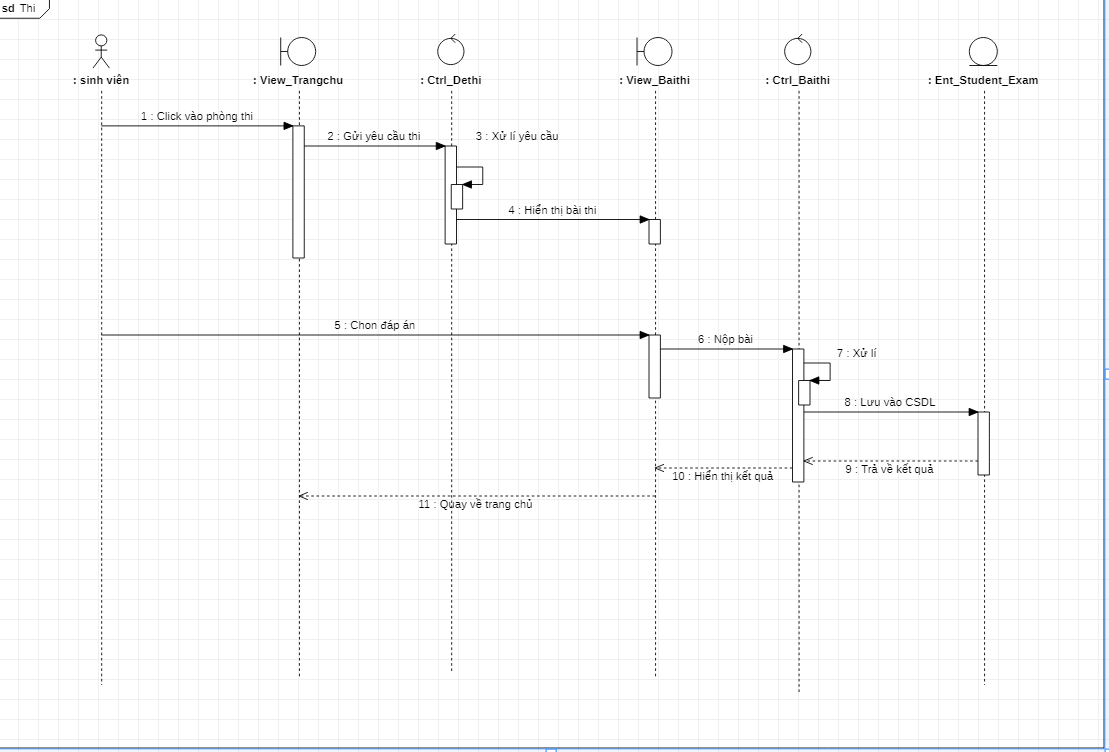 sd Thi
: sinh viên
: View_Trangchu
: Ctrl_Dethi
: View_Baithi
: Ctrl_Baithi
: Ent_Student_Exam
1 : Click vào phòng thi
2 : Gửi yêu cầu thi
3 : Xử lí yêu cầu
4 : Hiển thị bài thi
5 : Chon đáp án
6 : Nộp bài
7 : Xử lí
8 : Lưu vào CSDL
9 : Trả về kết quả
10 : Hiển thị kết quả
11 : Quay về trang chủ